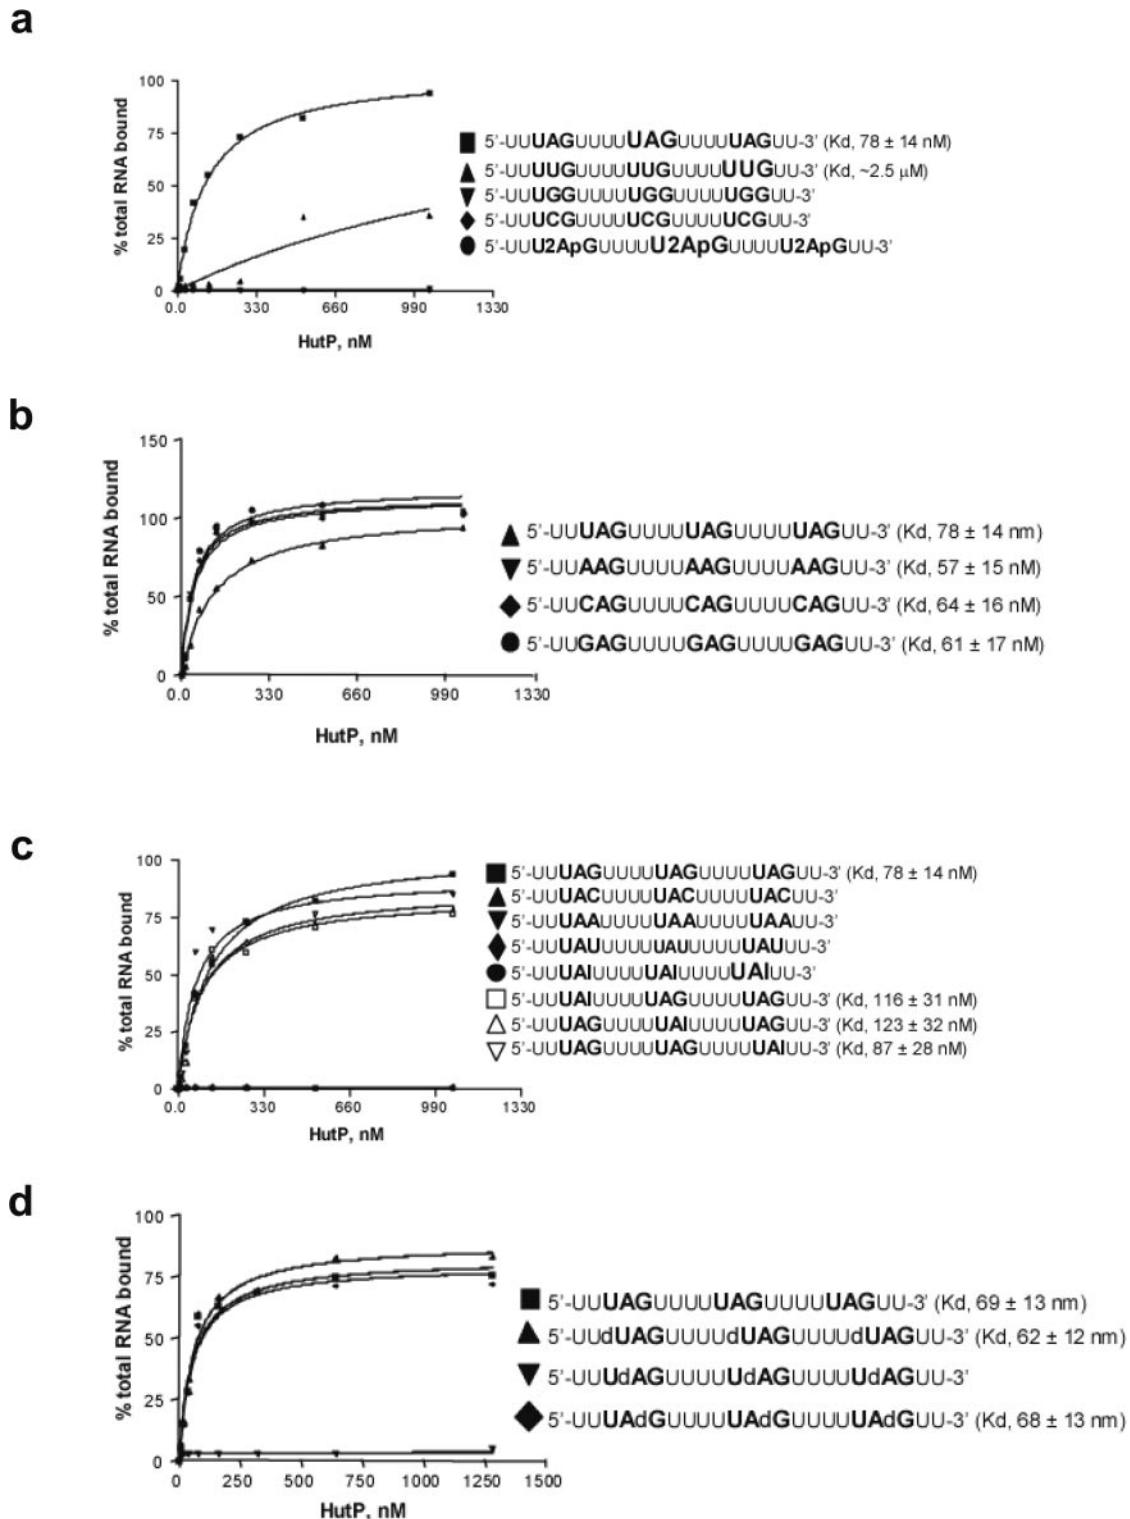 a
% total RNA bound
100
75
50
25
0
0.0 330 660 990 1330
HutP, nM
5'-UUUAGUUUUUAGUUUUUAGUU-3' (Kd, 78 ± 14 nM)
5'-UUUUGUUUUUUGUUUUUUGUU-3' (Kd, ~2.5 µM)
5'-UUUGGUUUUUGGUUUUUGGUU-3'
5'-UUUCGUUUUUCGUUUUUCGUU-3'
5'-UUU2ApGUUUUU2ApGUUUUU2ApGUU-3'
b
% total RNA bound
150
100
50
0
0.0 330 660 990 1330
HutP, nM
5'-UUUAGUUUUUAGUUUUUAGUU-3' (Kd, 78 ± 14 nm)
5'-UUAAGUUUUAAGUUUUAAGUU-3' (Kd, 57 ± 15 nM)
5'-UUCAGUUUUCAGUUUUCAGUU-3' (Kd, 64 ± 16 nM)
5'-UUGAGUUUUGAGUUUUGAGUU-3' (Kd, 61 ± 17 nM)
c
% total RNA bound
100
75
50
25
0
0.0 330 660 990 1330
HutP, nM
5'-UUUAGUUUUUAGUUUUUAGUU-3' (Kd, 78 ± 14 nM)
5'-UUUACUUUUUACUUUUUACUU-3'
5'-UUUAAUUUUUAAUUUUUAAUU-3'
5'-UUUAUUUUUUAUUUUUUAUUU-3'
5'-UUUAIUUUUUAIUUUUUAIUU-3'
5'-UUUAIUUUUUAGUUUUUAGUU-3' (Kd, 116 ± 31 nM)
5'-UUUAGUUUUUAIUUUUUAGUU-3' (Kd, 123 ± 32 nM)
5'-UUUAGUUUUUAGUUUUUAIUU-3' (Kd, 87 ± 28 nM)
d
% total RNA bound
100
75
50
25
0
0 250 500 750 1000 1250 1500
HutP, nM
5'-UUUAGUUUUUAGUUUUUAGUU-3' (Kd, 69 ± 13 nm)
5'-UUdUAGUUUUdUAGUUUUdUAGUU-3' (Kd, 62 ± 12 nm)
5'-UUUdAGUUUUUdAGUUUUUdAGUU-3'
5'-UUUAdGUUUUUAdGUUUUUAdGUU-3' (Kd, 68 ± 13 nm)